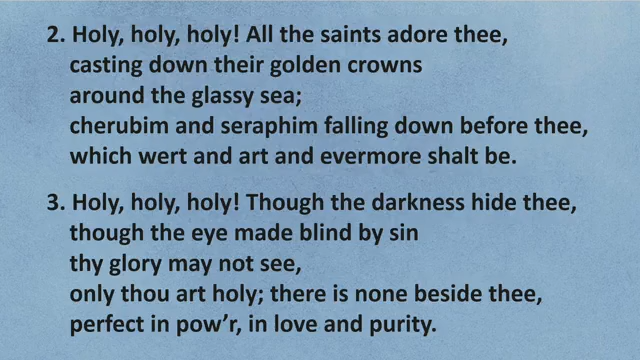 2. Holy, holy, holy! All the saints adore thee,
casting down their golden crowns
around the glassy sea;
cherubim and seraphim falling down before thee,
which wert and art and evermore shalt be.
3. Holy, holy, holy! Though the darkness hide thee,
though the eye made blind by sin
thy glory may not see,
only thou art holy; there is none beside thee,
perfect in pow’r, in love and purity.